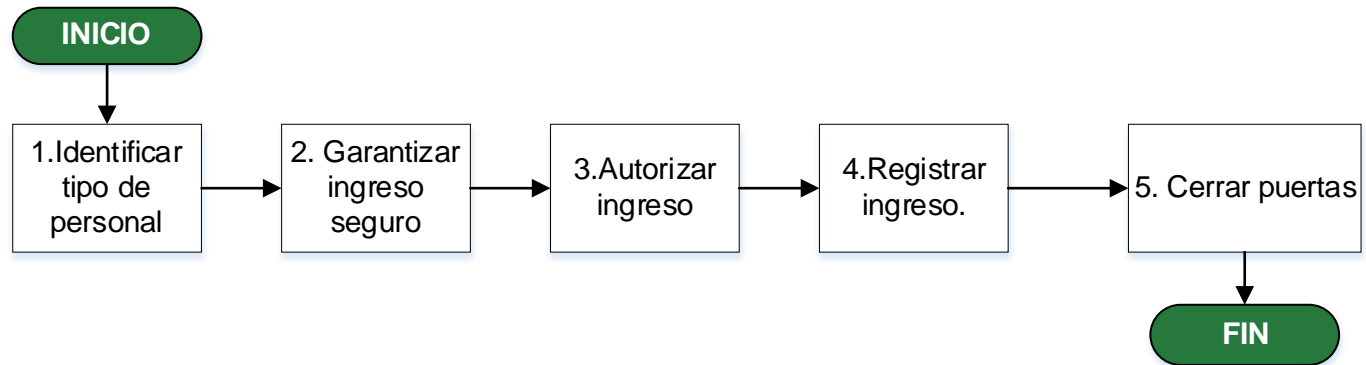 INICIO
1.Identificar
tipo de
personal
2. Garantizar
ingreso
seguro
3.Autorizar
ingreso
4.Registrar
ingreso.
5. Cerrar puertas
FIN